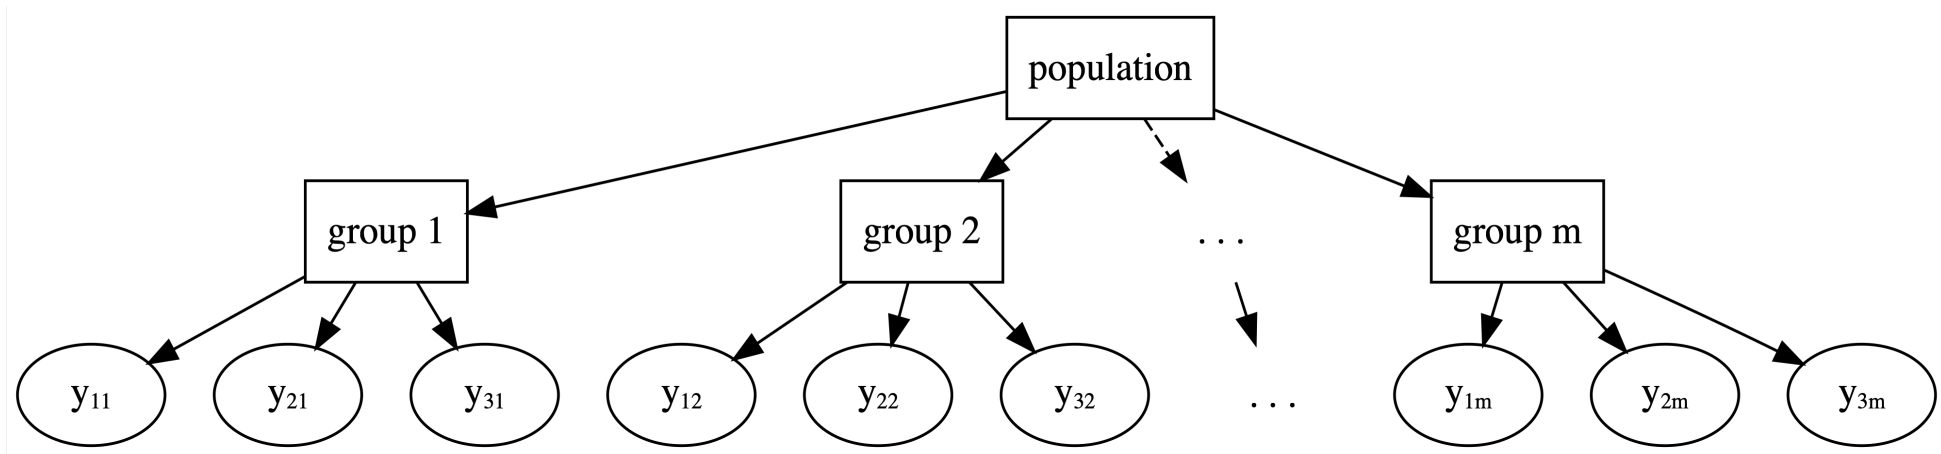 population
group 1 group 2 . . . group m
y₁₁ y₂₁ y₃₁ y₁₂ y₂₂ y₃₂ . . . y₁ₘ y₂ₘ y₃ₘ